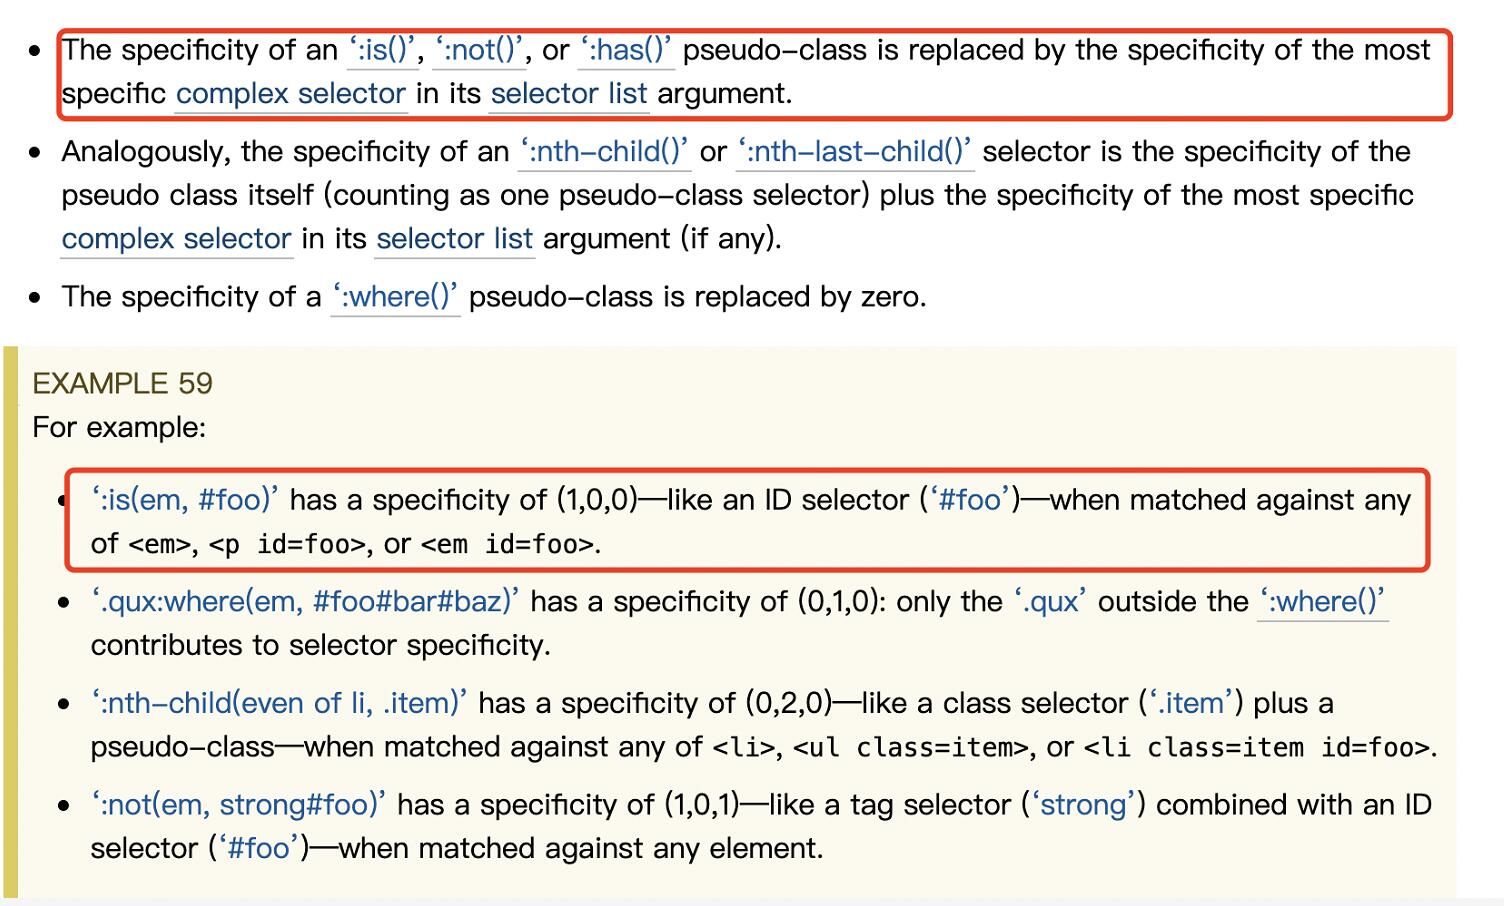 • The specificity of an ‘:is()’, ‘:not()’, or ‘:has()’ pseudo-class is replaced by the specificity of the most
specific complex selector in its selector list argument.
• Analogously, the specificity of an ‘:nth-child()’ or ‘:nth-last-child()’ selector is the specificity of the
pseudo class itself (counting as one pseudo-class selector) plus the specificity of the most specific
complex selector in its selector list argument (if any).
• The specificity of a ‘:where()’ pseudo-class is replaced by zero.
EXAMPLE 59
For example:
• ‘:is(em, #foo)’ has a specificity of (1,0,0)—like an ID selector (‘#foo’)—when matched against any
of <em>, <p id=foo>, or <em id=foo>.
• ‘.qux:where(em, #foo#bar#baz)’ has a specificity of (0,1,0): only the ‘.qux’ outside the ‘:where()’
contributes to selector specificity.
• ‘:nth-child(even of li, .item)’ has a specificity of (0,2,0)—like a class selector (‘.item’) plus a
pseudo-class—when matched against any of <li>, <ul class=item>, or <li class=item id=foo>.
• ‘:not(em, strong#foo)’ has a specificity of (1,0,1)—like a tag selector (‘strong’) combined with an ID
selector (‘#foo’)—when matched against any element.